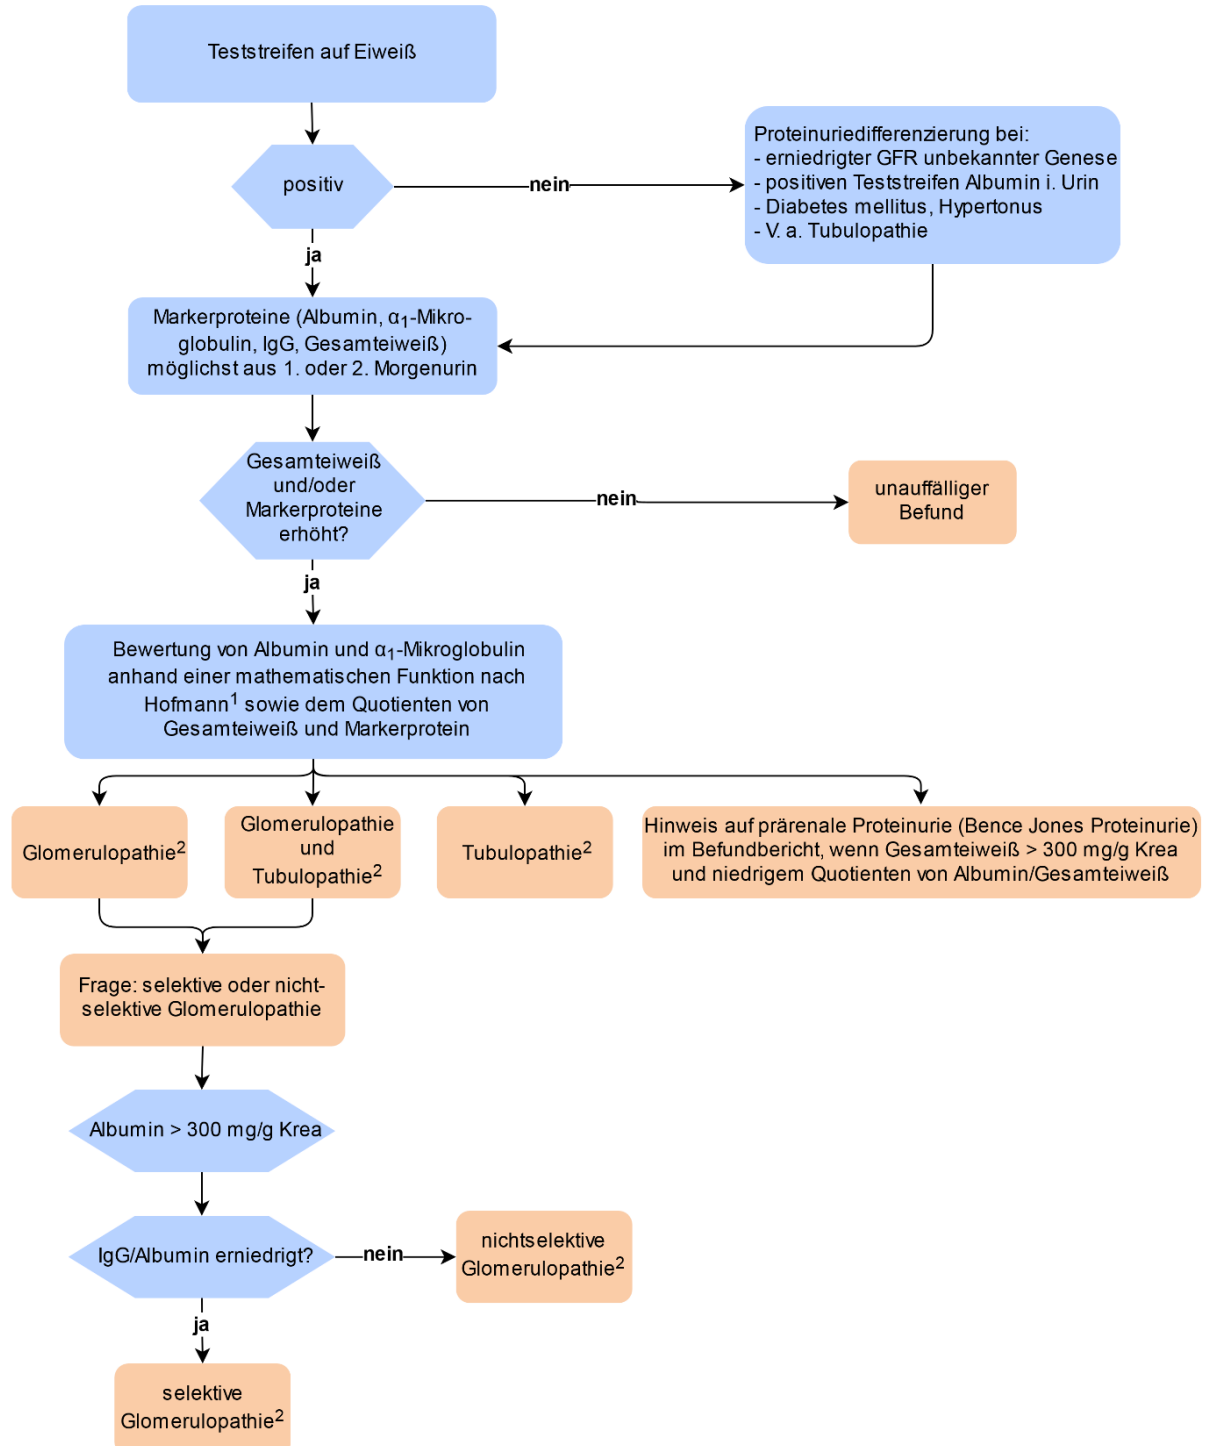 Teststreifen auf Eiweiß
positiv
nein
Proteinuriedifferenzierung bei:
- erniedrigter GFR unbekannter Genese
- positiven Teststreifen Albumin i. Urin
- Diabetes mellitus, Hypertonus
- V. a. Tubulopathie
ja
Markerproteine (Albumin, α₁-Mikro-
globulin, IgG, Gesamteiweiß)
möglichst aus 1. oder 2. Morgenurin
Gesamteiweiß
und/oder
Markerproteine
erhöht?
nein
unauffälliger
Befund
ja
Bewertung von Albumin und α₁-Mikroglobulin
anhand einer mathematischen Funktion nach
Hofmann¹ sowie dem Quotienten von
Gesamteiweiß und Markerprotein
Glomerulopathie²
Glomerulopathie
und
Tubulopathie²
Tubulopathie²
Hinweis auf prärenale Proteinurie (Bence Jones Proteinurie)
im Befundbericht, wenn Gesamteiweiß > 300 mg/g Krea
und niedrigem Quotienten von Albumin/Gesamteiweiß
Frage: selektive oder nicht-
selektive Glomerulopathie
Albumin > 300 mg/g Krea
IgG/Albumin erniedrigt?
nein
nichtselektive
Glomerulopathie²
ja
selektive
Glomerulopathie²